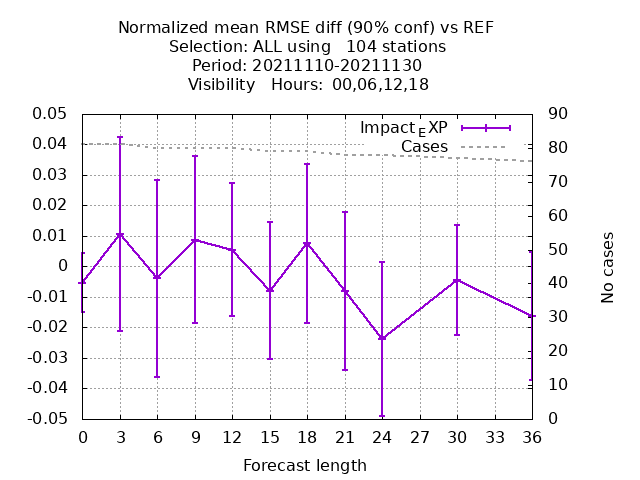 Normalized mean RMSE diff (90% conf) vs REF
Selection: ALL using   104 stations
Period: 20211110-20211130
Visibility   Hours:  00,06,12,18
0.05
0.04
0.03
0.02
0.01
0
-0.01
-0.02
-0.03
-0.04
-0.05
Impact_EXP
Cases
90
80
70
60
50
40
30
20
10
0
No cases
0 3 6 9 12 15 18 21 24 27 30 33 36
Forecast length